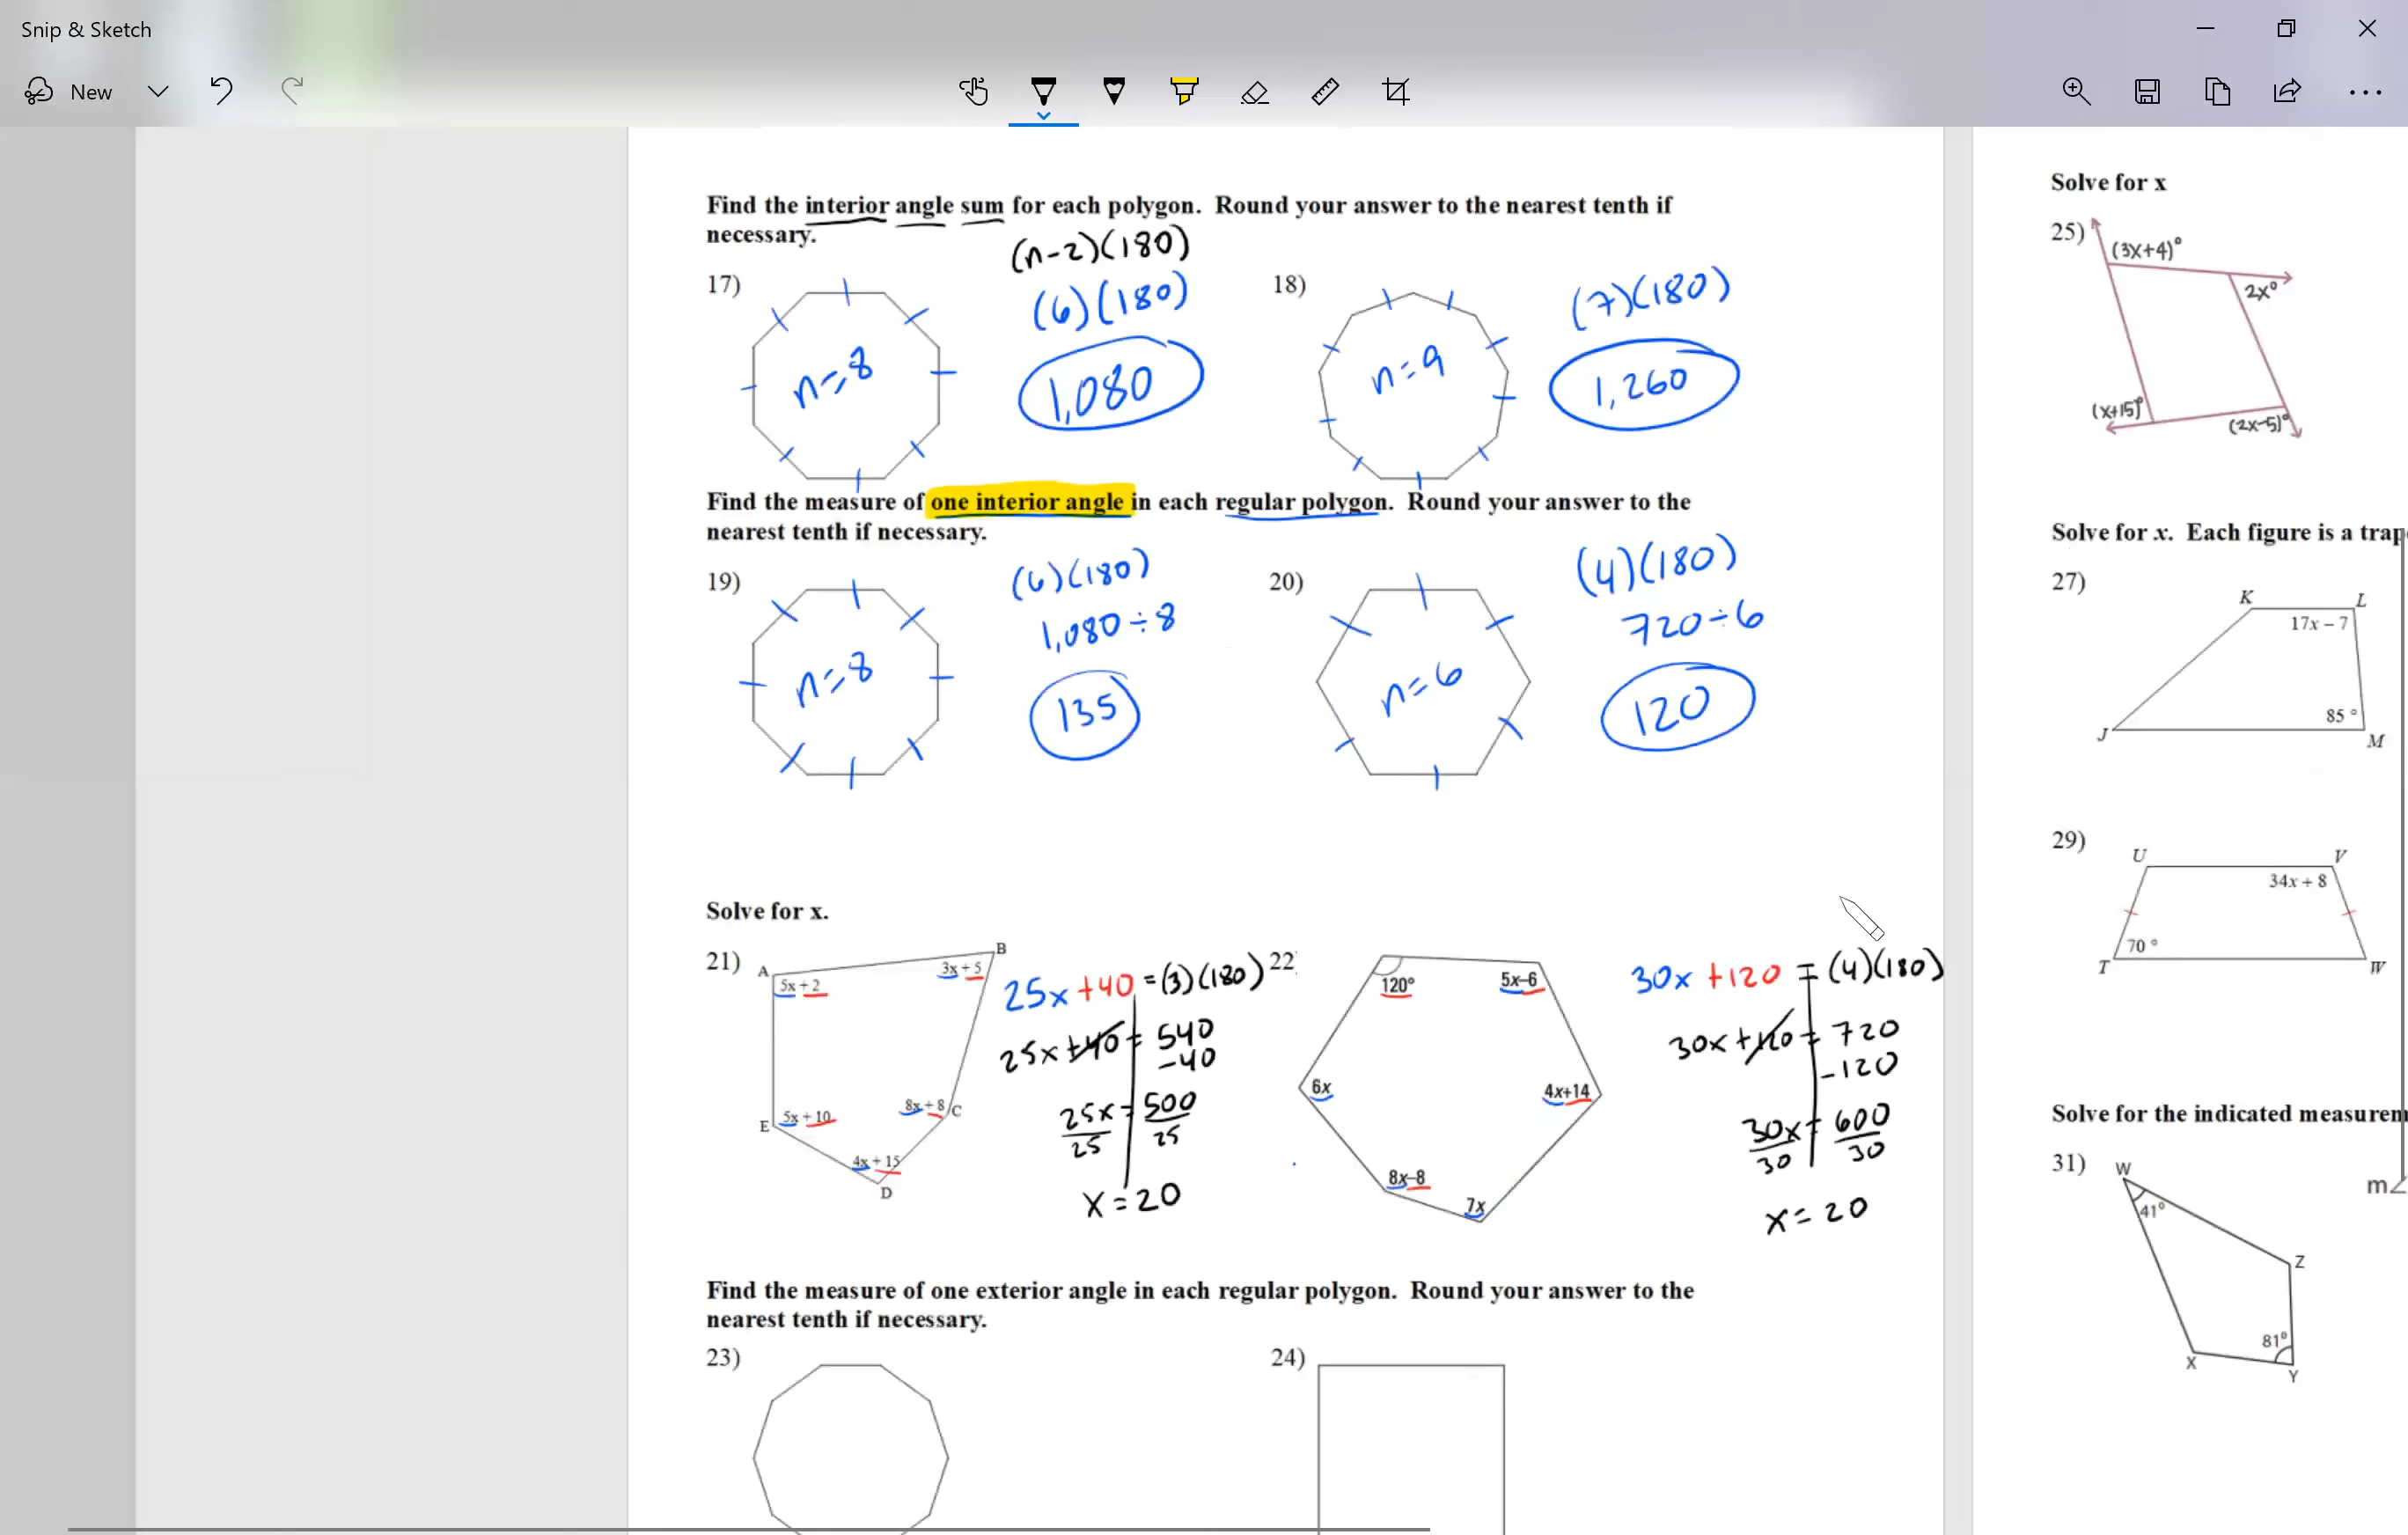 Snip & Sketch
New
Find the interior angle sum for each polygon. Round your answer to the nearest tenth if
necessary.
(n-2)(180)
17)
n=8
(6)(180)
1,080
18)
n=9
(7)(180)
1,260
Find the measure of one interior angle in each regular polygon. Round your answer to the
nearest tenth if necessary.
19)
n=8
(6)(180)
1,080÷8
135
20)
n=6
(4)(180)
720÷6
120
Solve for x.
21)
A
B
3x + 5
5x + 2
E
5x + 10
8x + 8
C
4x + 15
D
25x +40 = (3)(180)
25x +40 = 540
-40
25x = 500
25 25
x = 20
22
120°
5x-6
6x
4x+14
8x-8
7x
30x +120 = (4)(180)
30x +120 = 720
-120
30x = 600
30 30
x = 20
Find the measure of one exterior angle in each regular polygon. Round your answer to the
nearest tenth if necessary.
23)
24)
Solve for x
25)
(3x+4)°
2x°
(x+15)°
(2x-5)°
Solve for x. Each figure is a trap
27)
K
L
17x – 7
85 °
J
M
29)
U
V
34x + 8
70 °
T
W
Solve for the indicated measurem
31)
W
m∠
41°
Z
81°
X
Y